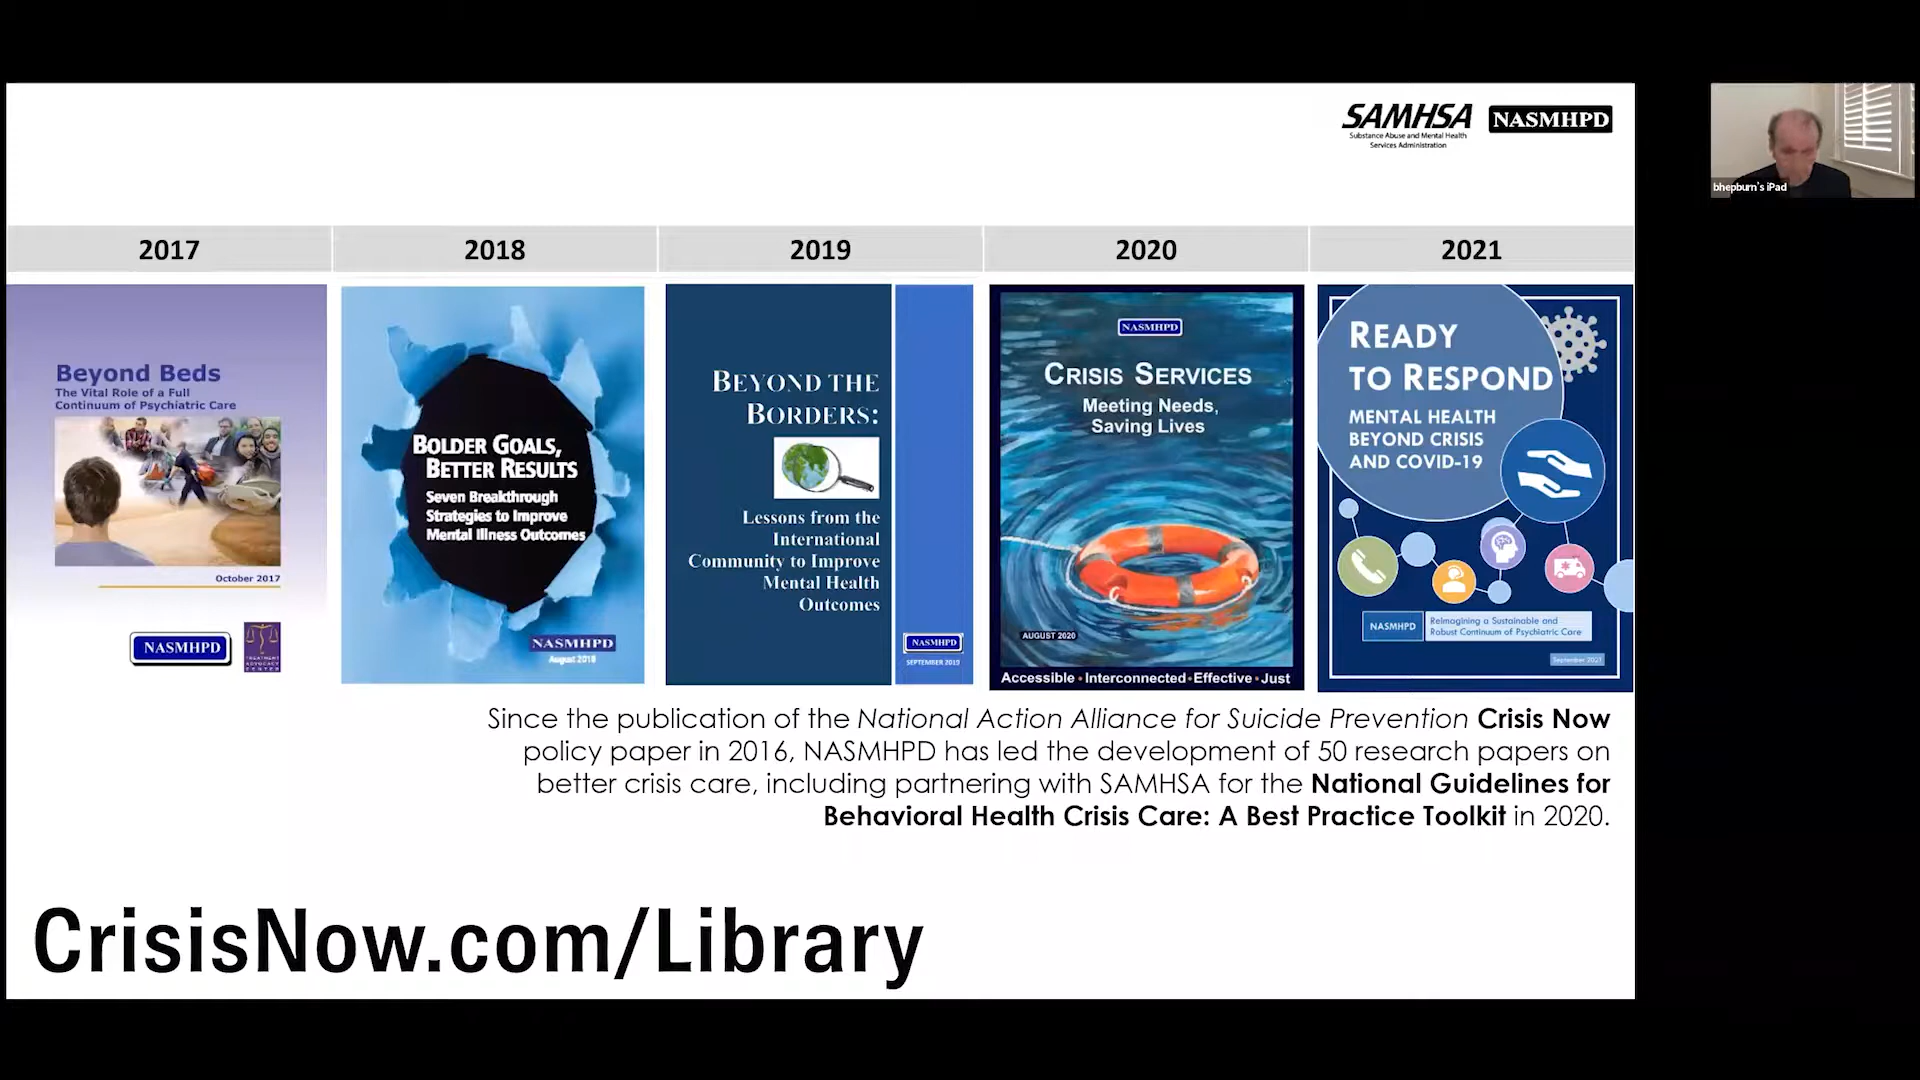 SAMHSA
Substance Abuse and Mental Health
Services Administration
NASMHPD
bhepburn's iPad
2017
2018
2019
2020
2021
Beyond Beds
The Vital Role of a Full
Continuum of Psychiatric Care
October 2017
NASMHPD
TREATMENT
ADVOCACY
CENTER
BOLDER GOALS,
BETTER RESULTS
Seven Breakthrough
Strategies to Improve
Mental Illness Outcomes
NASMHPD
August 2018
BEYOND THE
BORDERS:
Lessons from the
International
Community to Improve
Mental Health
Outcomes
NASMHPD
SEPTEMBER 2019
NASMHPD
CRISIS SERVICES
Meeting Needs,
Saving Lives
AUGUST 2020
Accessible • Interconnected • Effective • Just
READY
TO RESPOND
MENTAL HEALTH
BEYOND CRISIS
AND COVID-19
NASMHPD
Reimagining a Sustainable and
Robust Continuum of Psychiatric Care
September 2021
Since the publication of the National Action Alliance for Suicide Prevention Crisis Now
policy paper in 2016, NASMHPD has led the development of 50 research papers on
better crisis care, including partnering with SAMHSA for the National Guidelines for
Behavioral Health Crisis Care: A Best Practice Toolkit in 2020.
CrisisNow.com/Library